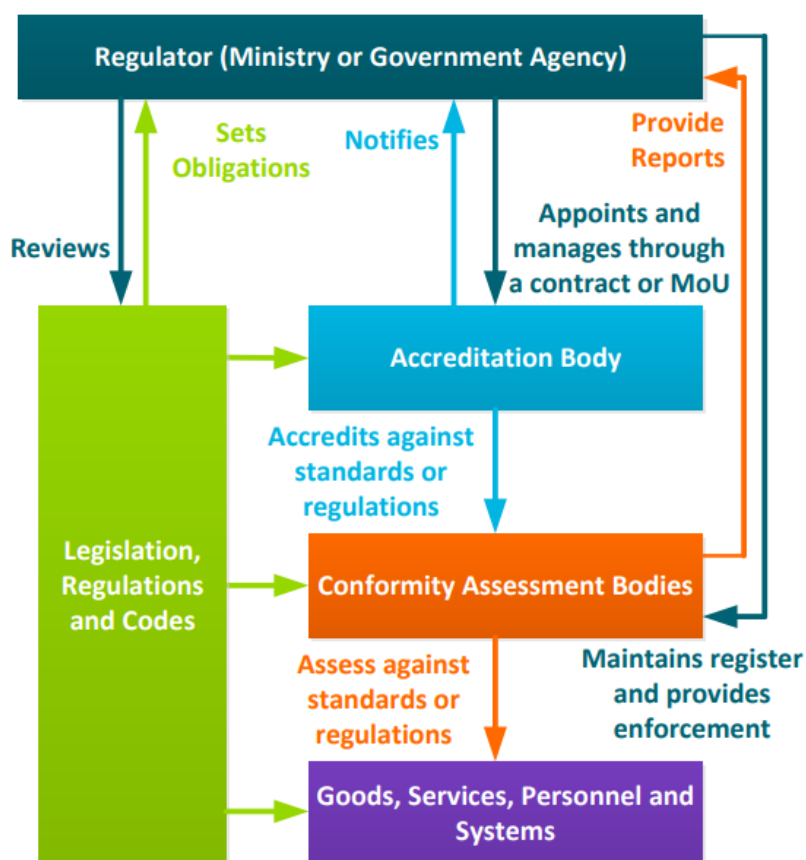 Regulator (Ministry or Government Agency)
Sets
Obligations
Notifies
Provide
Reports
Reviews
Appoints and
manages through
a contract or MoU
Accreditation Body
Accredits against
standards or
regulations
Legislation,
Regulations
and Codes
Conformity Assessment Bodies
Assess against
standards or
regulations
Maintains register
and provides
enforcement
Goods, Services, Personnel and
Systems